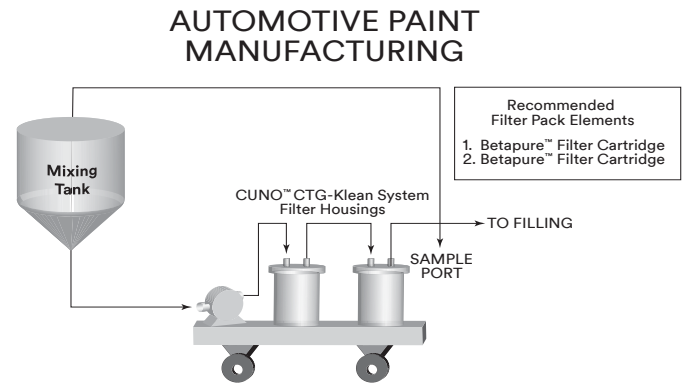 AUTOMOTIVE PAINT
MANUFACTURING
Recommended
Filter Pack Elements
1. Betapure™ Filter Cartridge
2. Betapure™ Filter Cartridge
Mixing
Tank
CUNO™ CTG-Klean System
Filter Housings
TO FILLING
SAMPLE
PORT